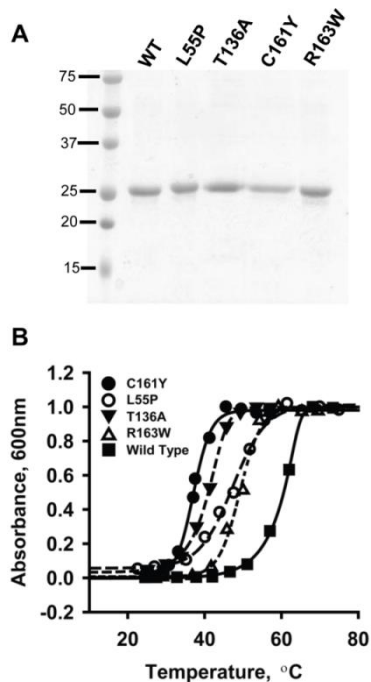 A
WT L55P T136A C161Y R163W
75
50
37
25
20
15
B
C161Y
L55P
T136A
R163W
Wild Type
Absorbance, 600nm
1.2
1.0
0.8
0.6
0.4
0.2
0.0
-0.2
20 40 60 80
Temperature, °C